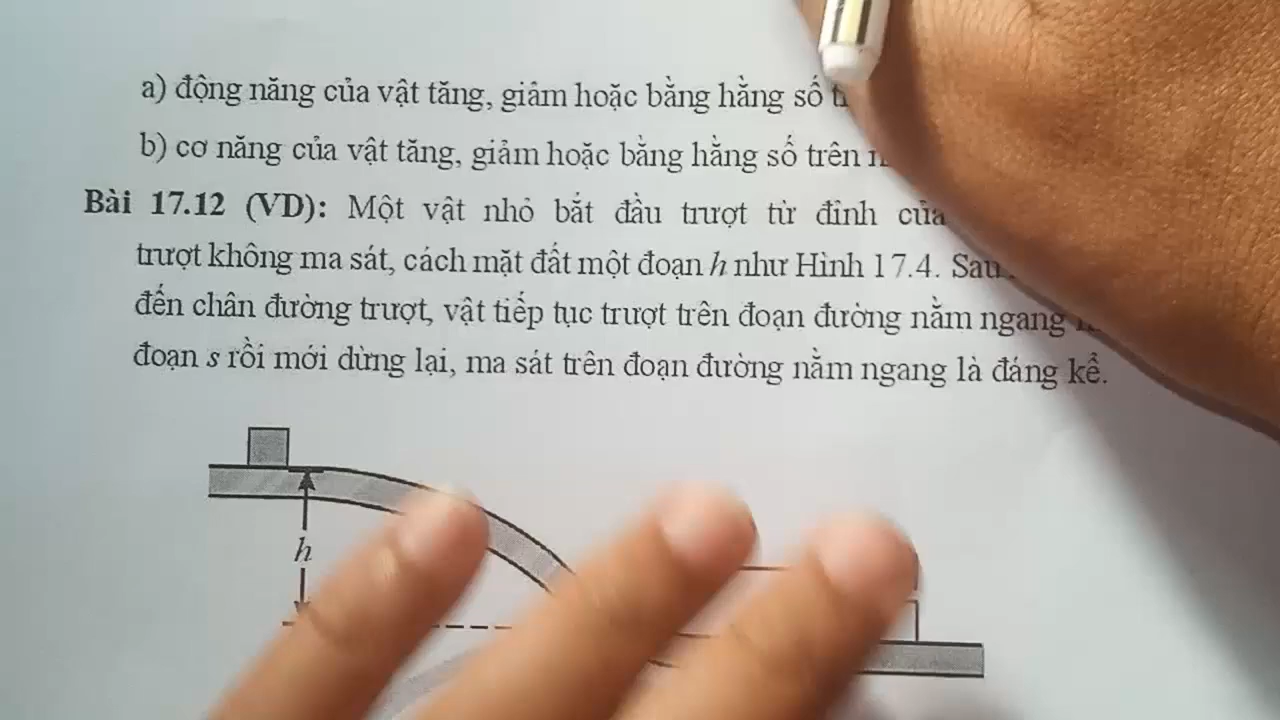 a) động năng của vật tăng, giảm hoặc bằng hằng số
b) cơ năng của vật tăng, giảm hoặc bằng hằng số trên
Bài 17.12 (VD): Một vật nhỏ bắt đầu trượt từ đỉnh của
trượt không ma sát, cách mặt đất một đoạn h như Hình 17.4. Sau
đến chân đường trượt, vật tiếp tục trượt trên đoạn đường nằm ngang
đoạn s rồi mới dừng lại, ma sát trên đoạn đường nằm ngang là đáng kể.
h